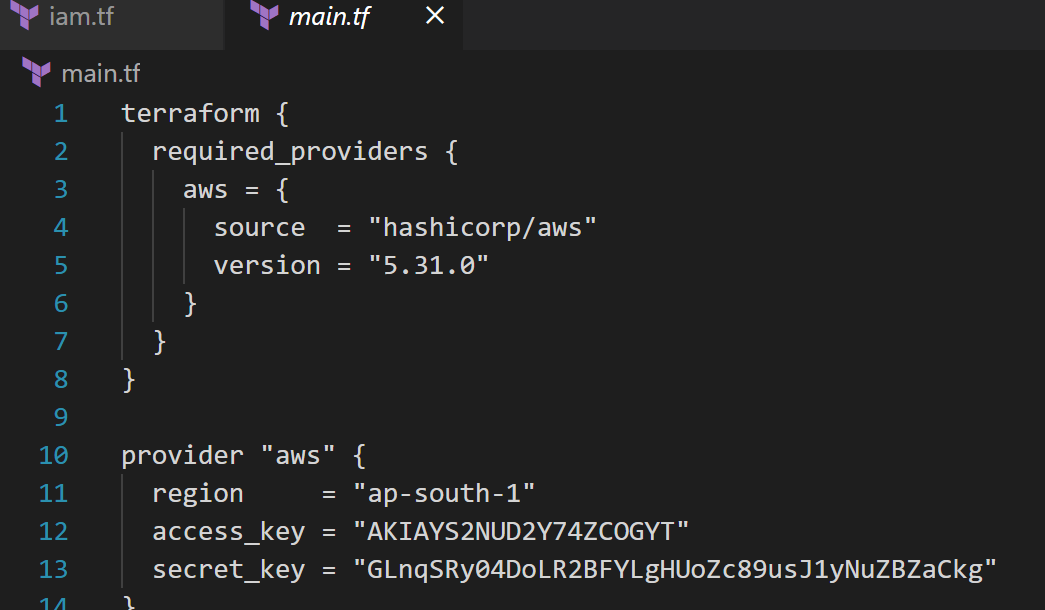 iam.tf
main.tf
main.tf
1 terraform {
2 required_providers {
3 aws = {
4 source = "hashicorp/aws"
5 version = "5.31.0"
6 }
7 }
8 }
9
10 provider "aws" {
11 region = "ap-south-1"
12 access_key = "AKIAYS2NUD2Y74ZCOGYT"
13 secret_key = "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"
14 }